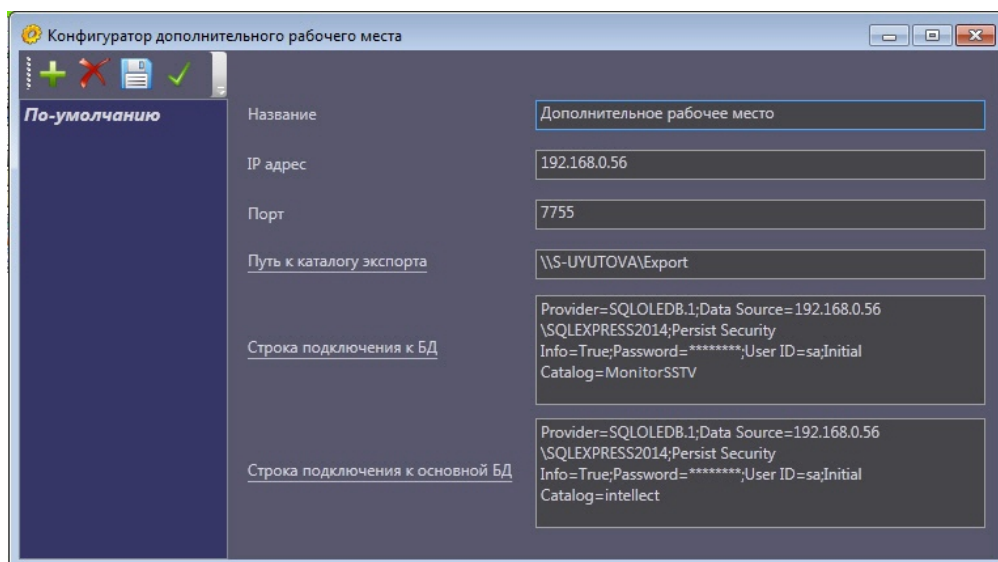 Конфигуратор дополнительного рабочего места
По-умолчанию
Название
Дополнительное рабочее место
IP адрес
192.168.0.56
Порт
7755
Путь к каталогу экспорта
\\S-UYUTOVA\Export
Строка подключения к БД
Provider=SQLOLEDB.1;Data Source=192.168.0.56
\SQLEXPRESS2014;Persist Security
Info=True;Password=********;User ID=sa;Initial
Catalog=MonitorSSTV
Строка подключения к основной БД
Provider=SQLOLEDB.1;Data Source=192.168.0.56
\SQLEXPRESS2014;Persist Security
Info=True;Password=********;User ID=sa;Initial
Catalog=intellect